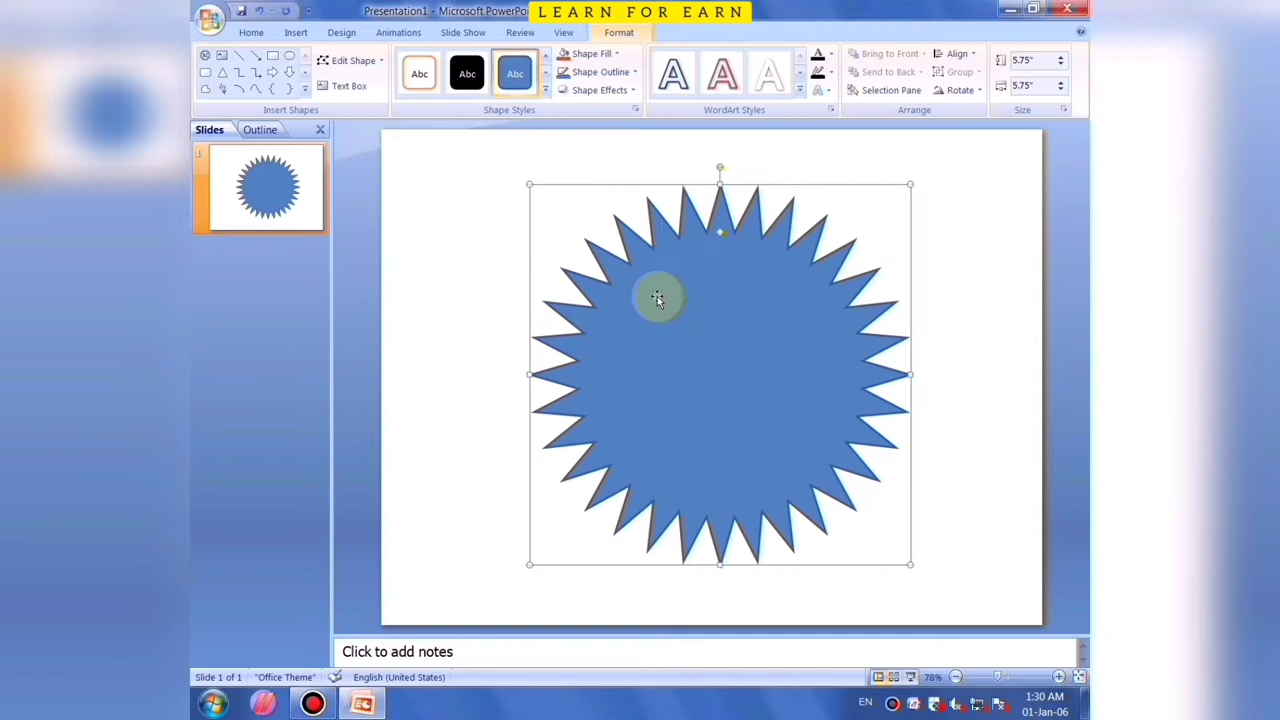 Presentation1 - Microsoft PowerPo
LEARN FOR EARN
Home Insert Design Animations Slide Show Review View Format
Edit Shape
Text Box
Insert Shapes
Abc Abc Abc
Shape Fill
Shape Outline
Shape Effects
Shape Styles
A A A
WordArt Styles
Bring to Front
Send to Back
Selection Pane
Align
Group
Rotate
Arrange
5.75"
5.75"
Size
Slides Outline
1
Click to add notes
Slide 1 of 1 "Office Theme" English (United States) 78%
EN
1:30 AM
01-Jan-06